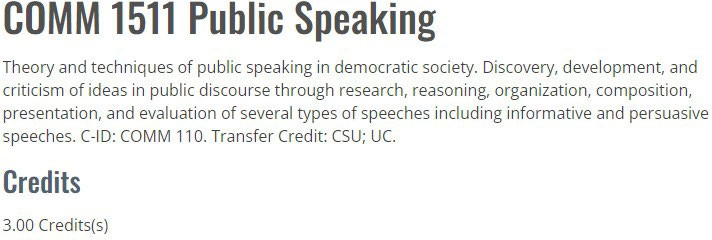 COMM 1511 Public Speaking
Theory and techniques of public speaking in democratic society. Discovery, development, and
criticism of ideas in public discourse through research, reasoning, organization, composition,
presentation, and evaluation of several types of speeches including informative and persuasive
speeches. C-ID: COMM 110. Transfer Credit: CSU; UC.
Credits
3.00 Credits(s)